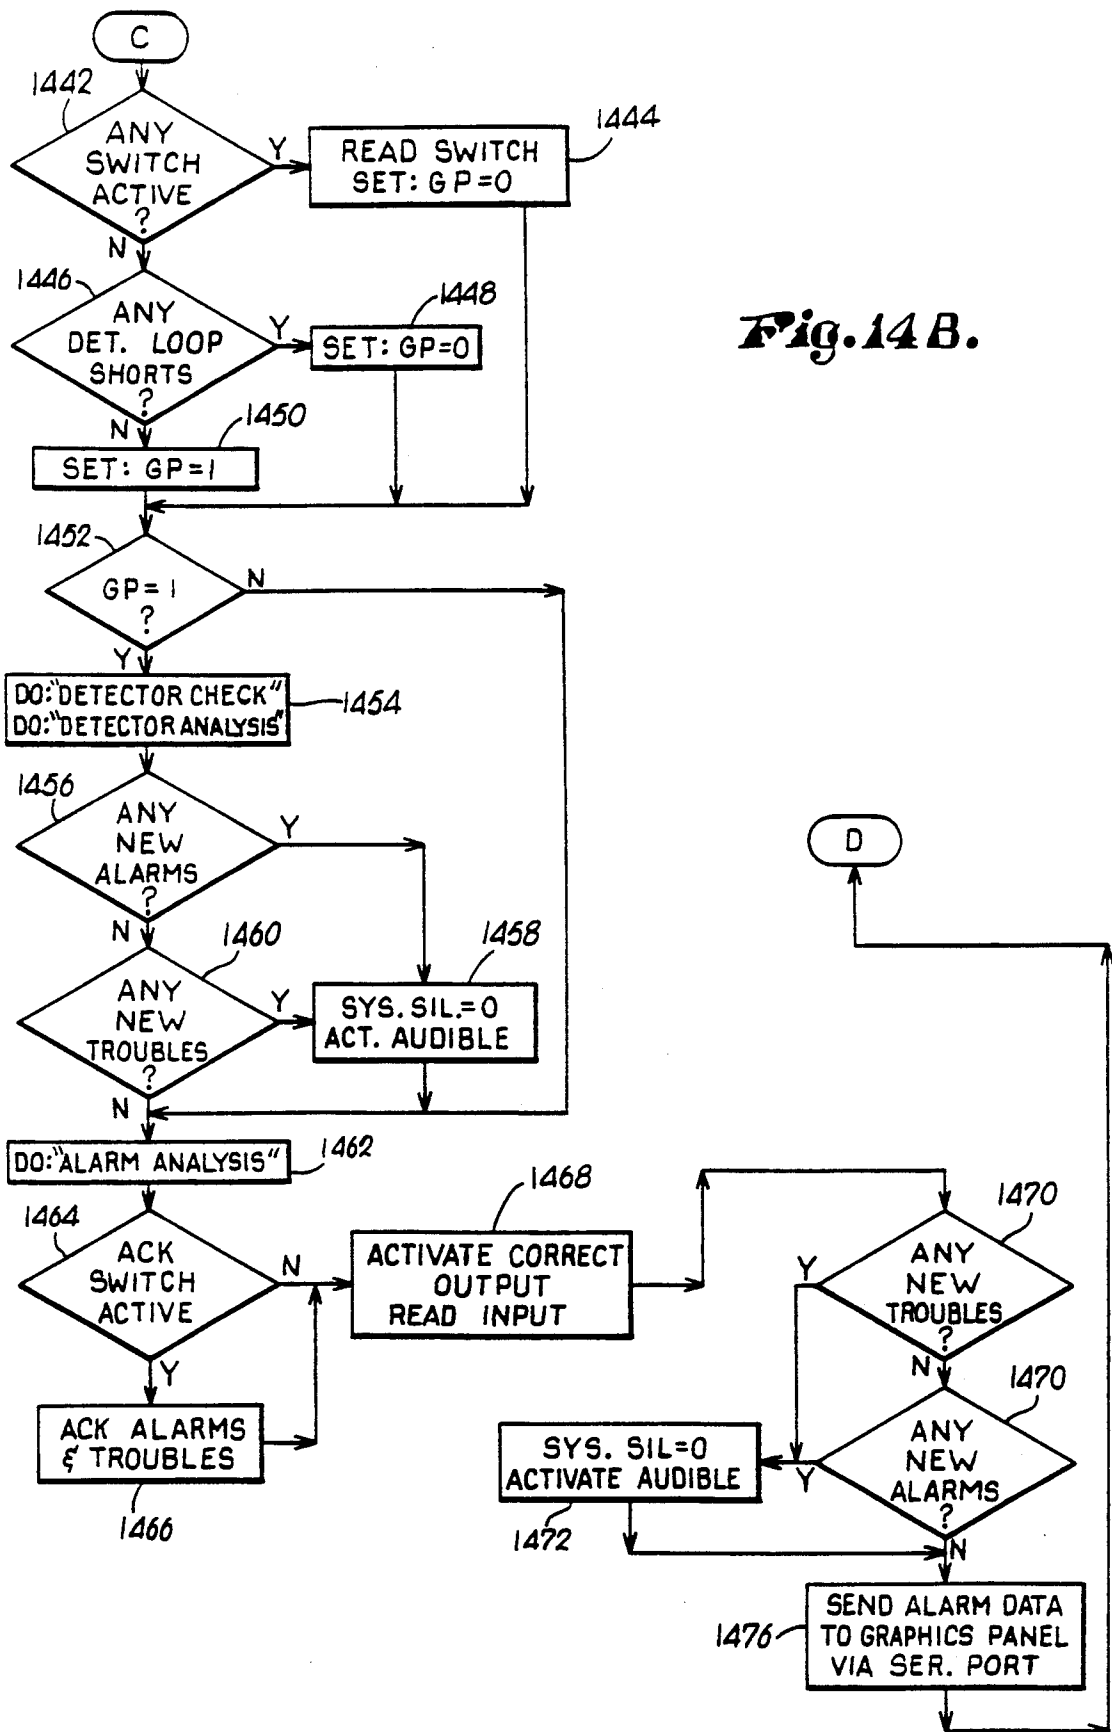 C
1442
ANY
SWITCH
ACTIVE
?
Y
N
READ SWITCH
SET: GP=0
1444
1446
ANY
DET. LOOP
SHORTS
?
Y
N
1448
SET: GP=0
Fig. 14B.
1450
SET: GP=1
1452
GP=1
?
N
Y
DO:"DETECTOR CHECK"
DO:"DETECTOR ANALYSIS"
1454
1456
ANY
NEW
ALARMS
?
Y
N
1460
ANY
NEW
TROUBLES
?
Y
N
1458
SYS. SIL.=0
ACT. AUDIBLE
DO:"ALARM ANALYSIS"
1462
1464
ACK
SWITCH
ACTIVE
N
Y
ACK ALARMS
& TROUBLES
1466
1468
ACTIVATE CORRECT
OUTPUT
READ INPUT
1470
ANY
NEW
TROUBLES
?
Y
N
1470
ANY
NEW
ALARMS
?
Y
N
SYS. SIL=0
ACTIVATE AUDIBLE
1472
SEND ALARM DATA
TO GRAPHICS PANEL
VIA SER. PORT
1476
D